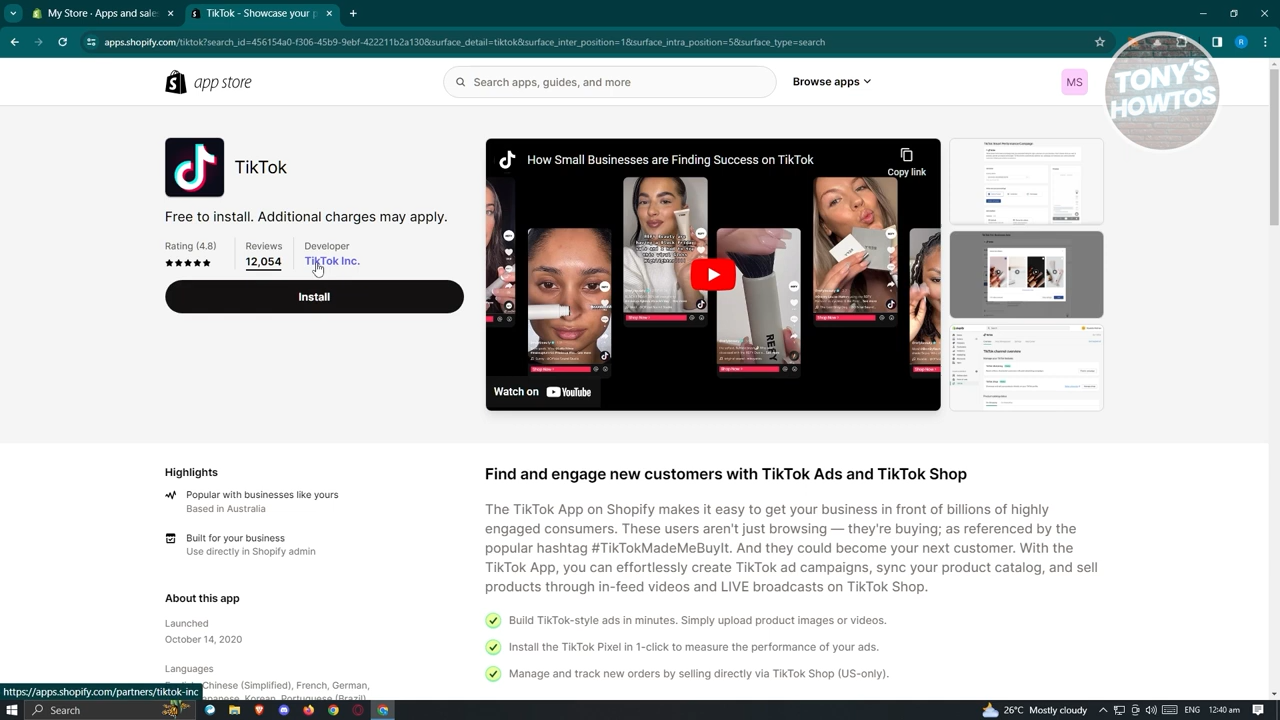 My Store · Apps and sales
TikTok - Showcase your p
apps.shopify.com/tiktok?search_id=456154a0-f306-45b9-9ebf-422211b2a130&surface_detail=tiktok&surface_inter_position=1&surface_intra_position=5&surface_type=search
R
app store
Search apps, guides, and more
Browse apps
MS
TONY'S
HOWTOS
TikTok
Free to install. Additional charges may apply.
Rating (4.8)
Reviews
Developer
12,054
TikTok Inc.
Install
How Small Businesses are Finding Success on TikTok
Copy link
Watch on
Highlights
Popular with businesses like yours
Based in Australia
Built for your business
Use directly in Shopify admin
About this app
Launched
October 14, 2020
Languages
Chinese (Simplified), French, German,
Korean, Portuguese (Brazil)
Find and engage new customers with TikTok Ads and TikTok Shop
The TikTok App on Shopify makes it easy to get your business in front of billions of highly
engaged consumers. These users aren't just browsing — they're buying; as referenced by the
popular hashtag #TikTokMadeMeBuyIt. And they could become your next customer. With the
TikTok App, you can effortlessly create TikTok ad campaigns, sync your product catalog, and sell
products through in-feed videos and LIVE broadcasts on TikTok Shop.
Build TikTok-style ads in minutes. Simply upload product images or videos.
Install the TikTok Pixel in 1-click to measure the performance of your ads.
Manage and track new orders by selling directly via TikTok Shop (US-only).
https://apps.shopify.com/partners/tiktok-inc
Search
26°C Mostly cloudy
ENG
12:40 am